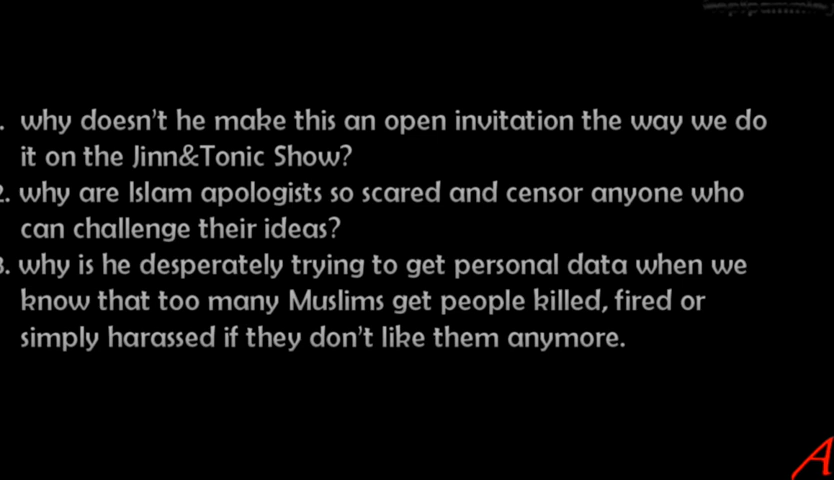 . why doesn't he make this an open invitation the way we do
it on the Jinn&Tonic Show?
2. why are Islam apologists so scared and censor anyone who
can challenge their ideas?
3. why is he desperately trying to get personal data when we
know that too many Muslims get people killed, fired or
simply harassed if they don't like them anymore.
A